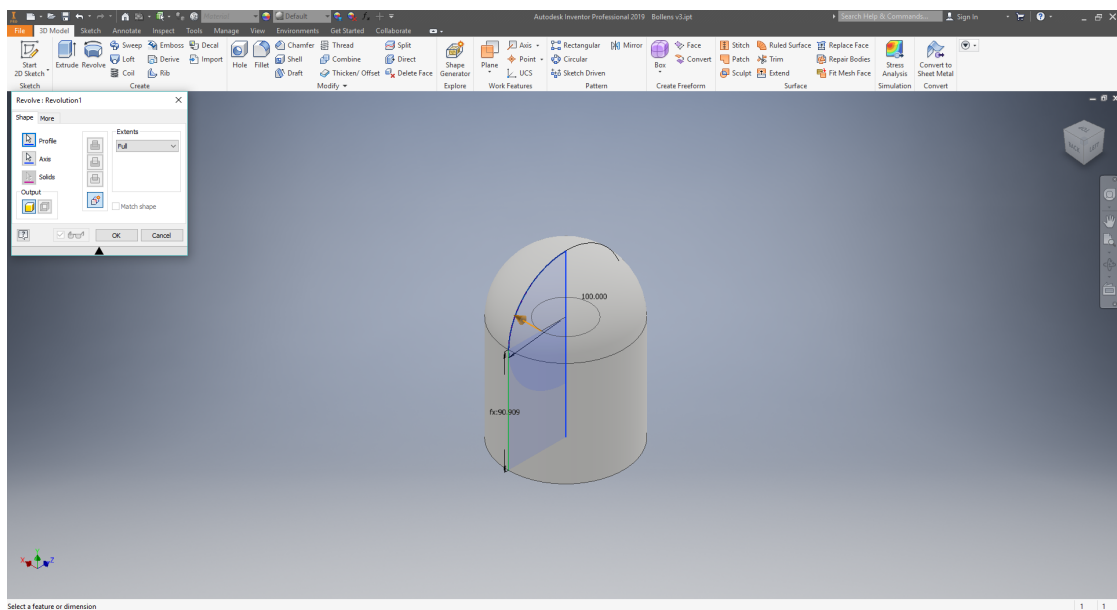 Material
Default
Autodesk Inventor Professional 2019 Bollens v3.ipt
Search Help & Commands...
Sign In
File 3D Model Sketch Annotate Inspect Tools Manage View Environments Get Started Collaborate
Start
2D Sketch
Extrude Revolve
Sweep Emboss Decal
Loft Derive Import
Coil Rib
Hole Fillet
Chamfer Thread Split
Shell Combine Direct
Draft Thicken/ Offset Delete Face
Shape
Generator
Plane
Axis
Point
UCS
Rectangular Mirror
Circular
Sketch Driven
Box
Face
Convert
Stitch Ruled Surface Replace Face
Patch Trim Repair Bodies
Sculpt Extend Fit Mesh Face
Stress
Analysis
Convert to
Sheet Metal
Sketch Create Modify Explore Work Features Pattern Create Freeform Surface Simulation Convert
Revolve : Revolution1
Shape More
Profile
Axis
Solids
Output
Extents
Full
Match shape
OK Cancel
BACK LEFT
100.000
fx:90.909
X Y Z
Select a feature or dimension
1 1